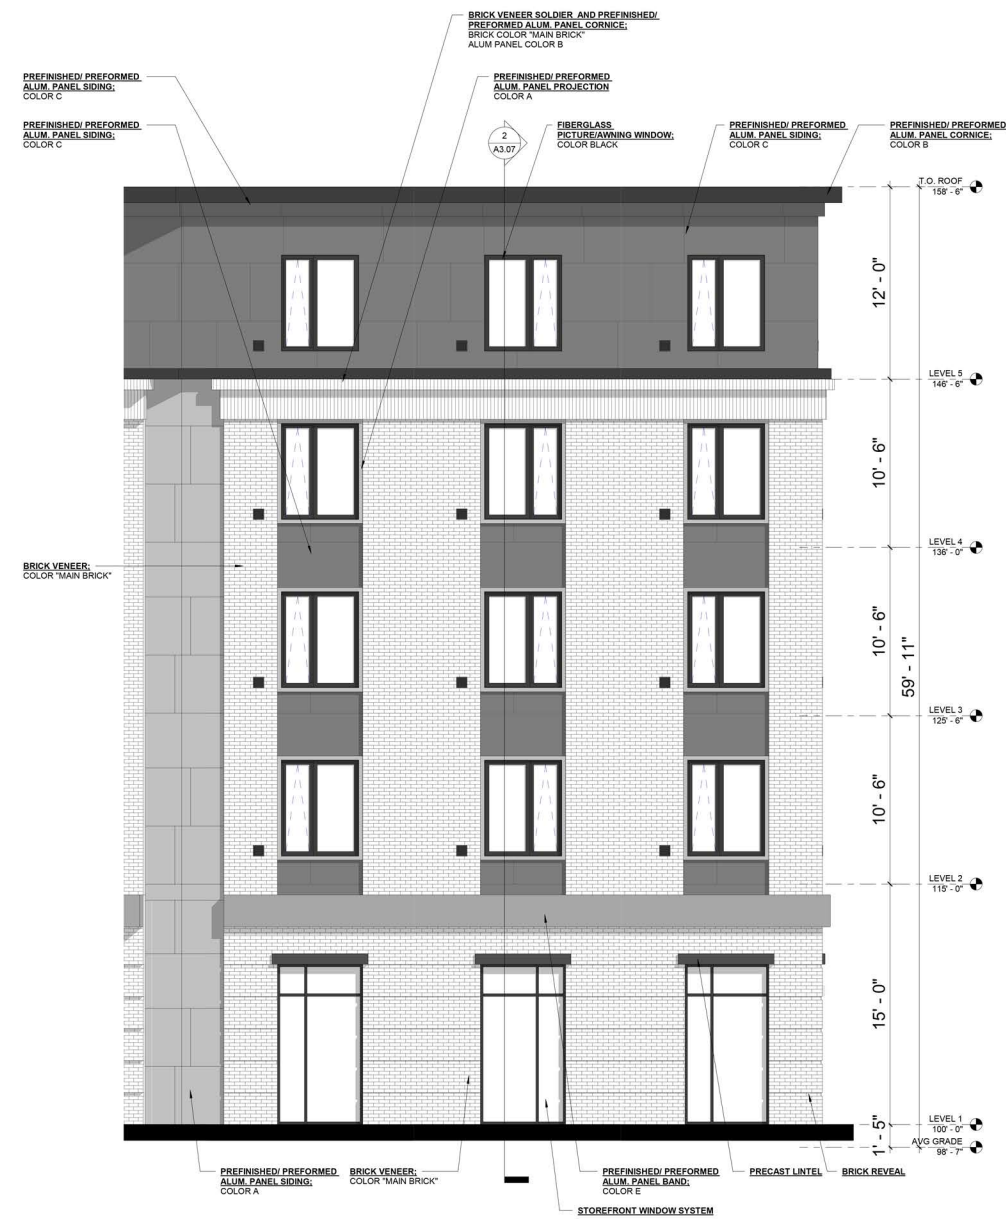 BRICK VENEER SOLDIER AND PREFINISHED/
PREFORMED ALUM. PANEL CORNICE;
BRICK COLOR "MAIN BRICK"
ALUM PANEL COLOR B
PREFINISHED/ PREFORMED
ALUM. PANEL SIDING;
COLOR C
PREFINISHED/ PREFORMED
ALUM. PANEL PROJECTION
COLOR A
PREFINISHED/ PREFORMED
ALUM. PANEL SIDING;
COLOR C
2
A3.07
FIBERGLASS
PICTURE/AWNING WINDOW;
COLOR BLACK
PREFINISHED/ PREFORMED
ALUM. PANEL SIDING;
COLOR C
PREFINISHED/ PREFORMED
ALUM. PANEL CORNICE;
COLOR B
T.O. ROOF
158' - 6"
12' - 0"
LEVEL 5
146' - 6"
10' - 6"
LEVEL 4
136' - 0"
BRICK VENEER;
COLOR "MAIN BRICK"
10' - 6"
59' - 11"
LEVEL 3
125' - 6"
10' - 6"
LEVEL 2
115' - 0"
15' - 0"
LEVEL 1
100' - 0"
1' - 5"
AVG GRADE
98' - 7"
PREFINISHED/ PREFORMED
ALUM. PANEL SIDING;
COLOR A
BRICK VENEER;
COLOR "MAIN BRICK"
PREFINISHED/ PREFORMED
ALUM. PANEL BAND;
COLOR E
PRECAST LINTEL
BRICK REVEAL
STOREFRONT WINDOW SYSTEM